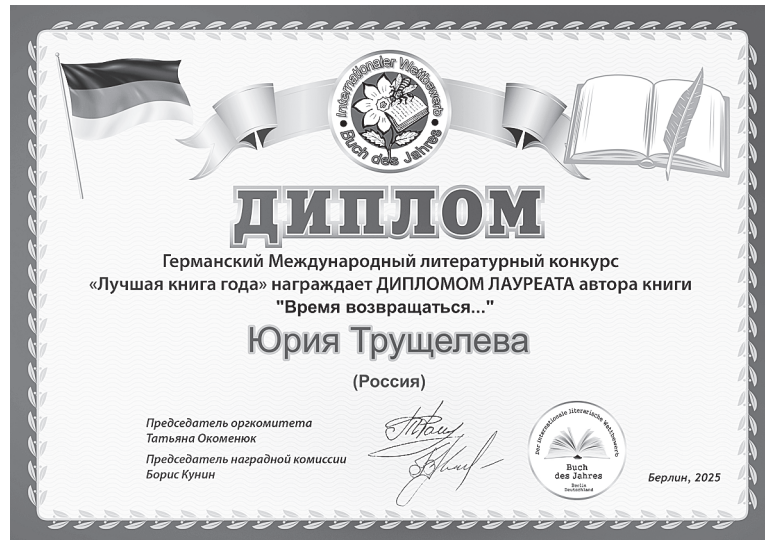 Internationaler Wettbewerb
Buch des Jahres
ДИПЛОМ
Германский Международный литературный конкурс
«Лучшая книга года» награждает ДИПЛОМОМ ЛАУРЕАТА автора книги
"Время возвращаться..."
Юрия Трущелева
(Россия)
Председатель оргкомитета
Татьяна Окоменюк
Председатель наградной комиссии
Борис Кунин
Der internationale literarische Wettbewerb
Buch
des Jahres
Berlin
Deutschland
Берлин, 2025